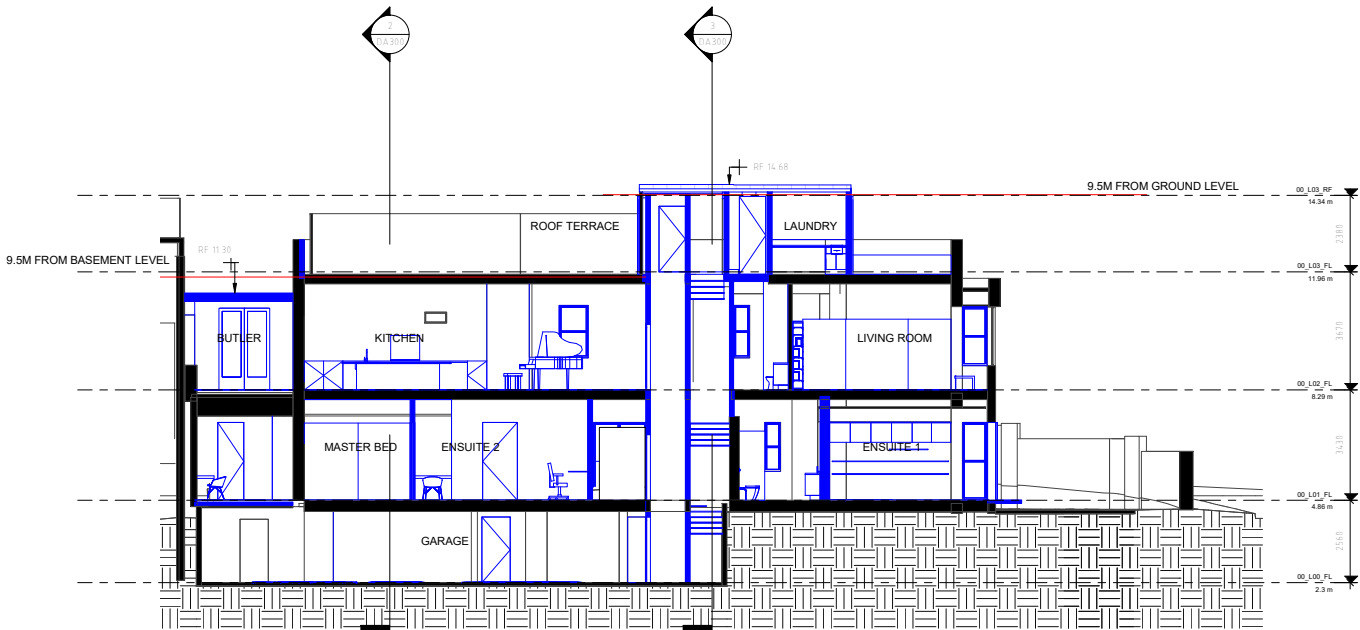 2
DA300
3
DA300
RF 14.68
9.5M FROM GROUND LEVEL
00_L03_RF
14.34 m
ROOF TERRACE
LAUNDRY
2380
RF 11.30
9.5M FROM BASEMENT LEVEL
00_L03_FL
11.96 m
BUTLER
KITCHEN
LIVING ROOM
3670
00_L02_FL
8.29 m
MASTER BED
ENSUITE 2
ENSUITE 1
3430
00_L01_FL
4.86 m
GARAGE
2560
00_L00_FL
2.3 m